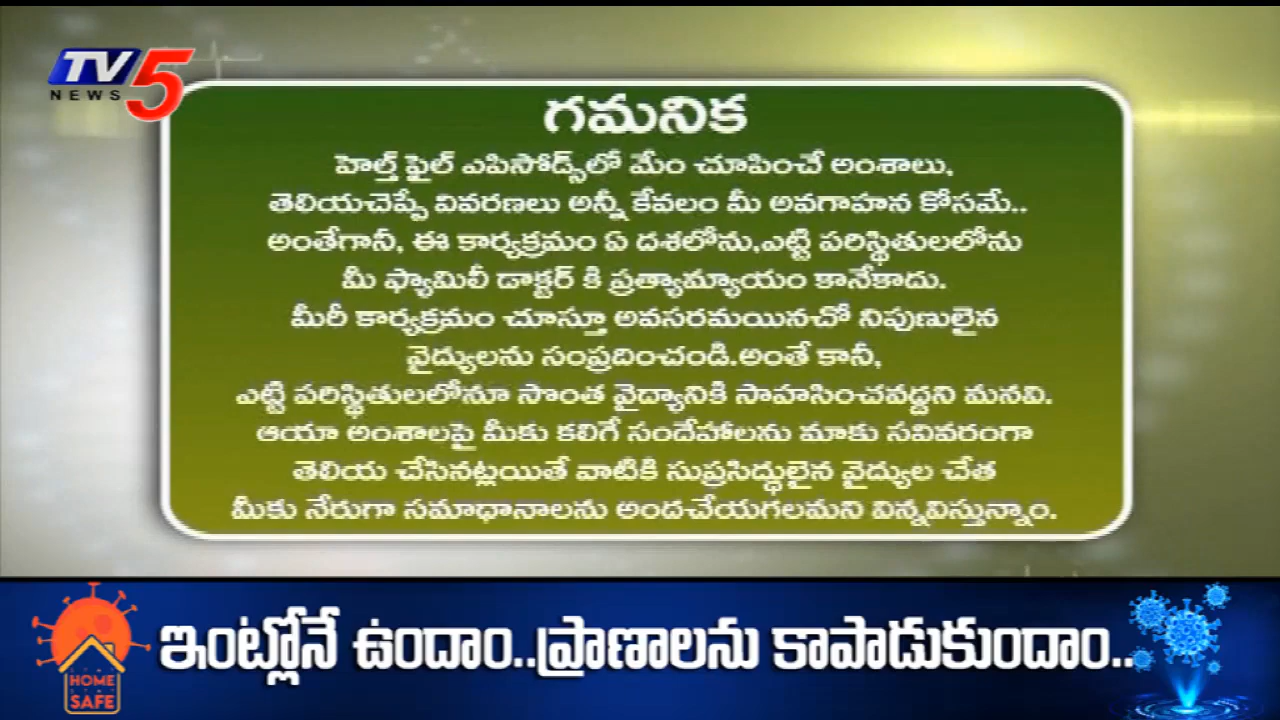 TV5
NEWS
గమనిక
హెల్త్ ఫైల్ ఎపిసోడ్స్‌లో మేం చూపించే అంశాలు,
తెలియచెప్పే వివరణలు అన్నీ కేవలం మీ అవగాహన కోసమే..
అంతేగానీ, ఈ కార్యక్రమం ఏ దశలోను,ఎట్టి పరిస్థితులలోను
మీ ఫ్యామిలీ డాక్టర్ కి ప్రత్యామ్యాయం కానేకాదు.
మీరీ కార్యక్రమం చూస్తూ అవసరమయినచో నిపుణులైన
వైద్యులను సంప్రదించండి.అంతే కానీ,
ఎట్టి పరిస్థితులలోనూ సొంత వైద్యానికి సాహసించవద్దని మనవి.
ఆయా అంశాలపై మీకు కలిగే సందేహాలను మాకు సవివరంగా
తెలియ చేసినట్లయితే వాటికి సుప్రసిద్ధులైన వైద్యుల చేత
మీకు నేరుగా సమాధానాలను అందచేయగలమని విన్నవిస్తున్నాం.
ఇంట్లోనే ఉందాం..ప్రాణాలను కాపాడుకుందాం..
STAY
HOME
STAY
SAFE